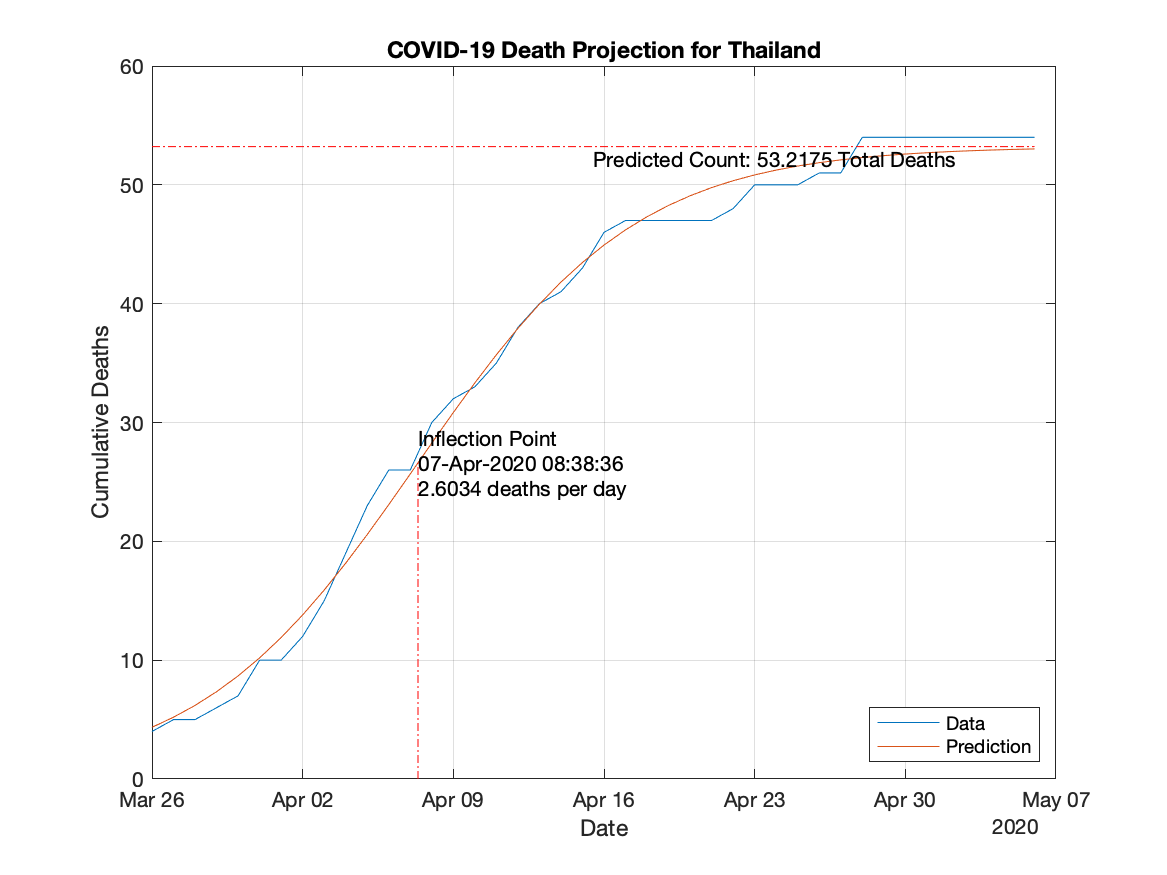 COVID-19 Death Projection for Thailand
60
50
40
30
20
10
0
Cumulative Deaths
Predicted Count: 53.2175 Total Deaths
Inflection Point
07-Apr-2020 08:38:36
2.6034 deaths per day
Data
Prediction
Mar 26 Apr 02 Apr 09 Apr 16 Apr 23 Apr 30 May 07
Date
2020